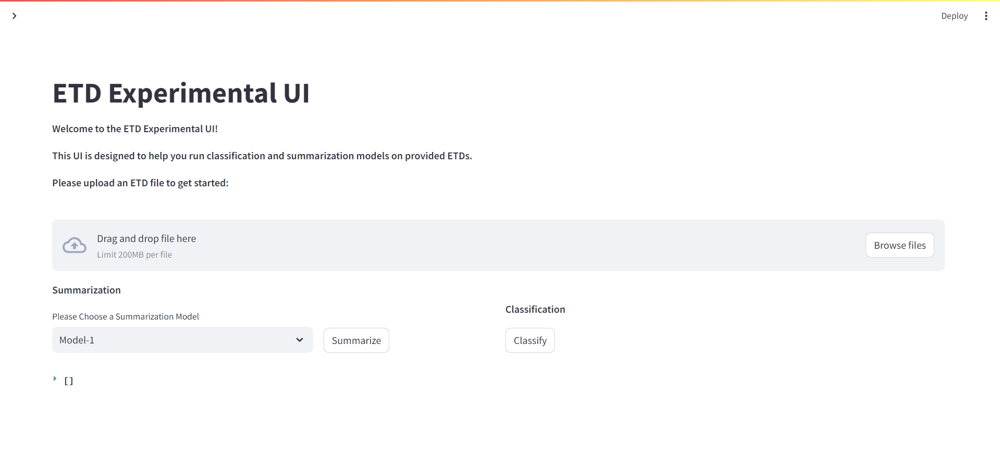 Deploy
ETD Experimental UI
Welcome to the ETD Experimental UI!
This UI is designed to help you run classification and summarization models on provided ETDs.
Please upload an ETD file to get started:
Drag and drop file here
Limit 200MB per file
Browse files
Summarization
Please Choose a Summarization Model
Model-1
Summarize
Classification
Classify
[]